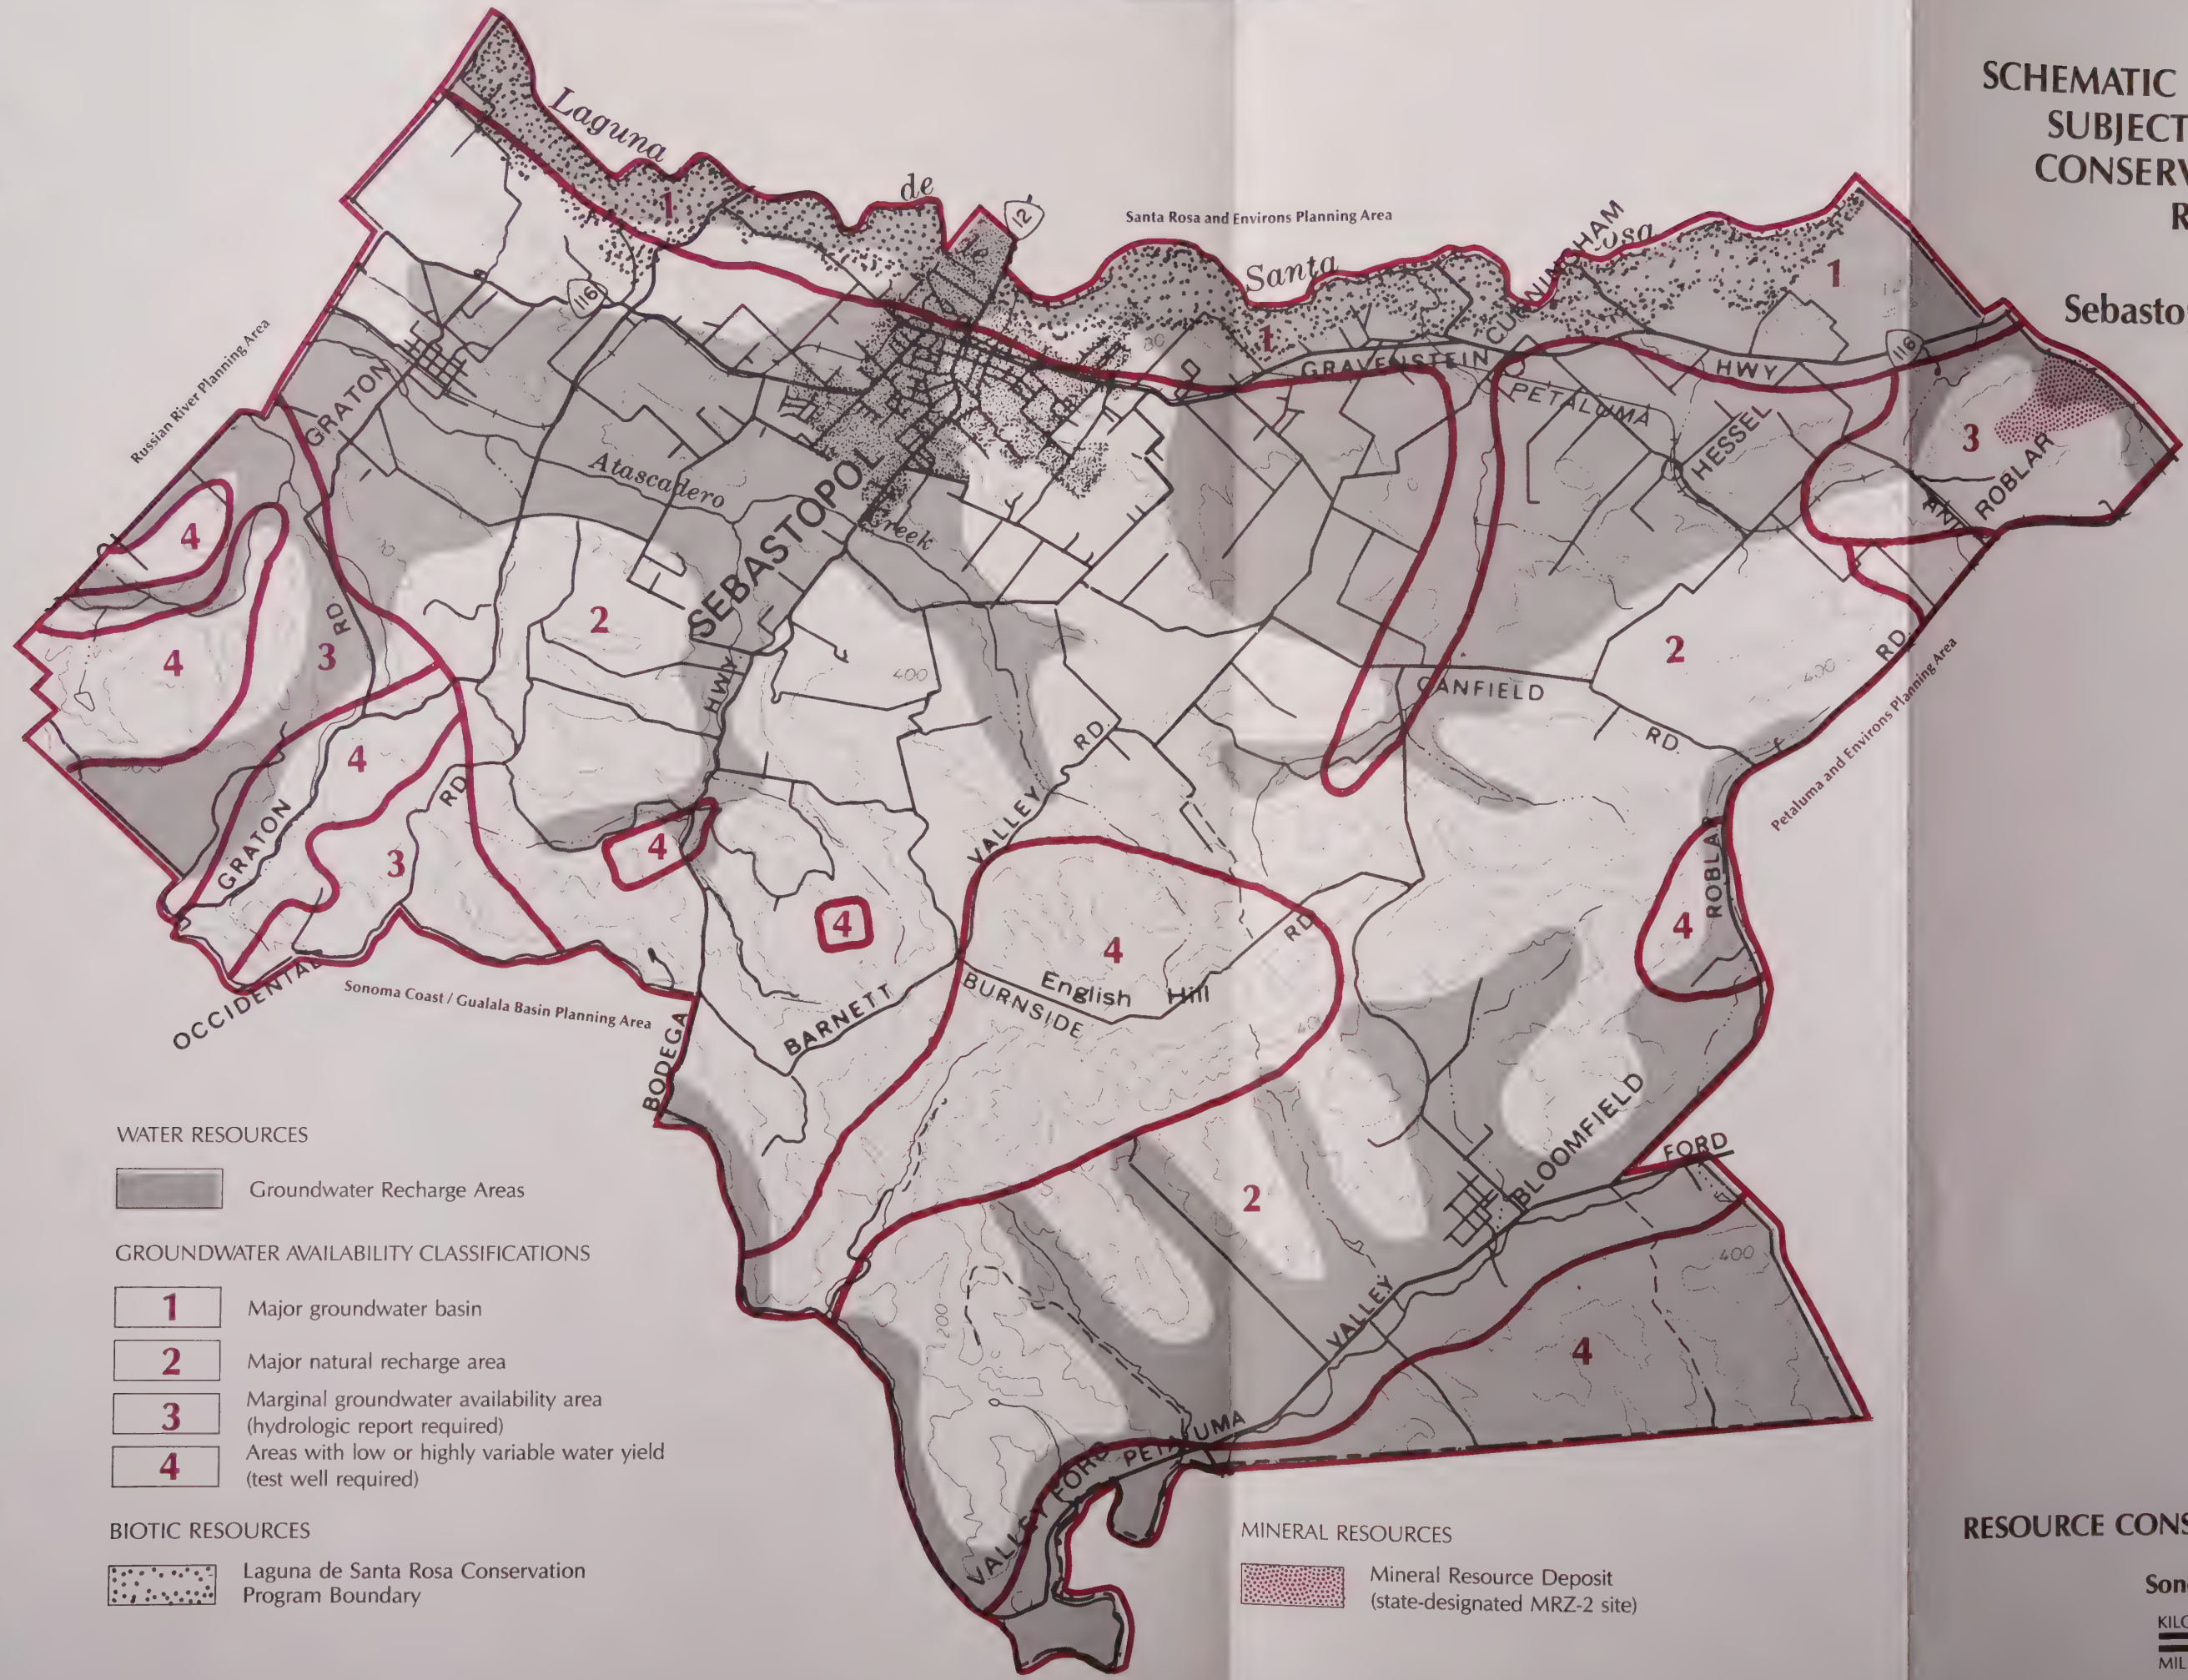 SCHEMATIC
SUBJECT
CONSERV
R
Sebasto
Laguna
de
Santa
12
Santa Rosa and Environs Planning Area
CUNNINGHAM
1
1
1
116
116
80
GRAVENSTEIN
HWY
PETALUMA
HESSEL
3
ROBLAR
Russian River Planning Area
GRATON
RD
Atascadero
Creek
SEBASTOPOL
HWY
4
4
3
2
400
2
400
RD.
CANFIELD
RD.
Petaluma and Environs Planning Area
4
GRATON
RD
3
4
4
VALLEY
RD.
4
English Hill
RD
BURNSIDE
BARNETT
4
ROBLAR
OCCIDENTAL
Sonoma Coast / Gualala Basin Planning Area
BODEGA
BLOOMFIELD
FORD
2
400
200
VALLEY
4
VALLEY FORD
PETALUMA
WATER RESOURCES
Groundwater Recharge Areas
GROUNDWATER AVAILABILITY CLASSIFICATIONS
1 Major groundwater basin
2 Major natural recharge area
3 Marginal groundwater availability area
(hydrologic report required)
4 Areas with low or highly variable water yield
(test well required)
BIOTIC RESOURCES
Laguna de Santa Rosa Conservation
Program Boundary
MINERAL RESOURCES
Mineral Resource Deposit
(state-designated MRZ-2 site)
RESOURCE CONS
Son
KILO
MIL